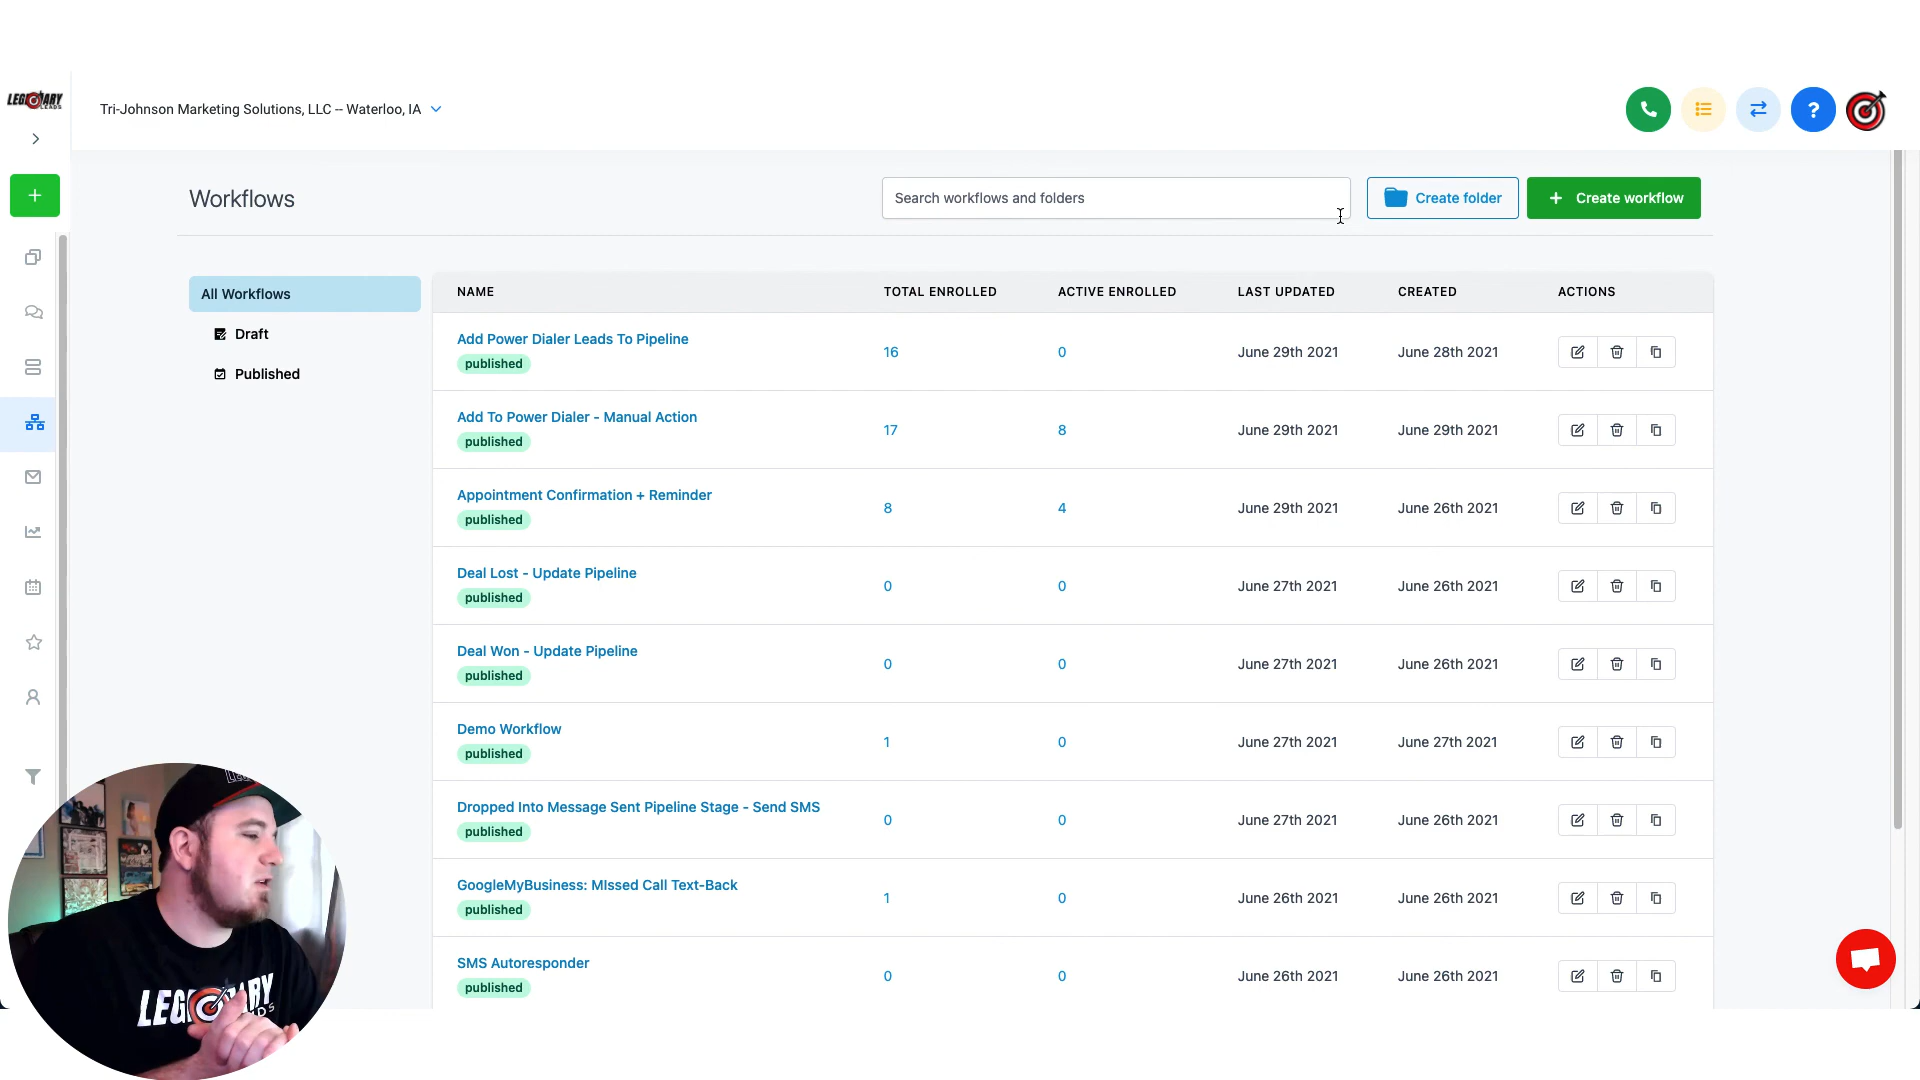 LEGENDARY
LEADS
Tri-Johnson Marketing Solutions, LLC -- Waterloo, IA
?
Workflows
Search workflows and folders
Create folder
+ Create workflow
All Workflows
Draft
Published
NAME TOTAL ENROLLED ACTIVE ENROLLED LAST UPDATED CREATED ACTIONS
Add Power Dialer Leads To Pipeline
published
16 0 June 29th 2021 June 28th 2021
Add To Power Dialer - Manual Action
published
17 8 June 29th 2021 June 29th 2021
Appointment Confirmation + Reminder
published
8 4 June 29th 2021 June 26th 2021
Deal Lost - Update Pipeline
published
0 0 June 27th 2021 June 26th 2021
Deal Won - Update Pipeline
published
0 0 June 27th 2021 June 26th 2021
Demo Workflow
published
1 0 June 27th 2021 June 27th 2021
Dropped Into Message Sent Pipeline Stage - Send SMS
published
0 0 June 27th 2021 June 26th 2021
GoogleMyBusiness: MIssed Call Text-Back
published
1 0 June 26th 2021 June 26th 2021
SMS Autoresponder
published
0 0 June 26th 2021 June 26th 2021